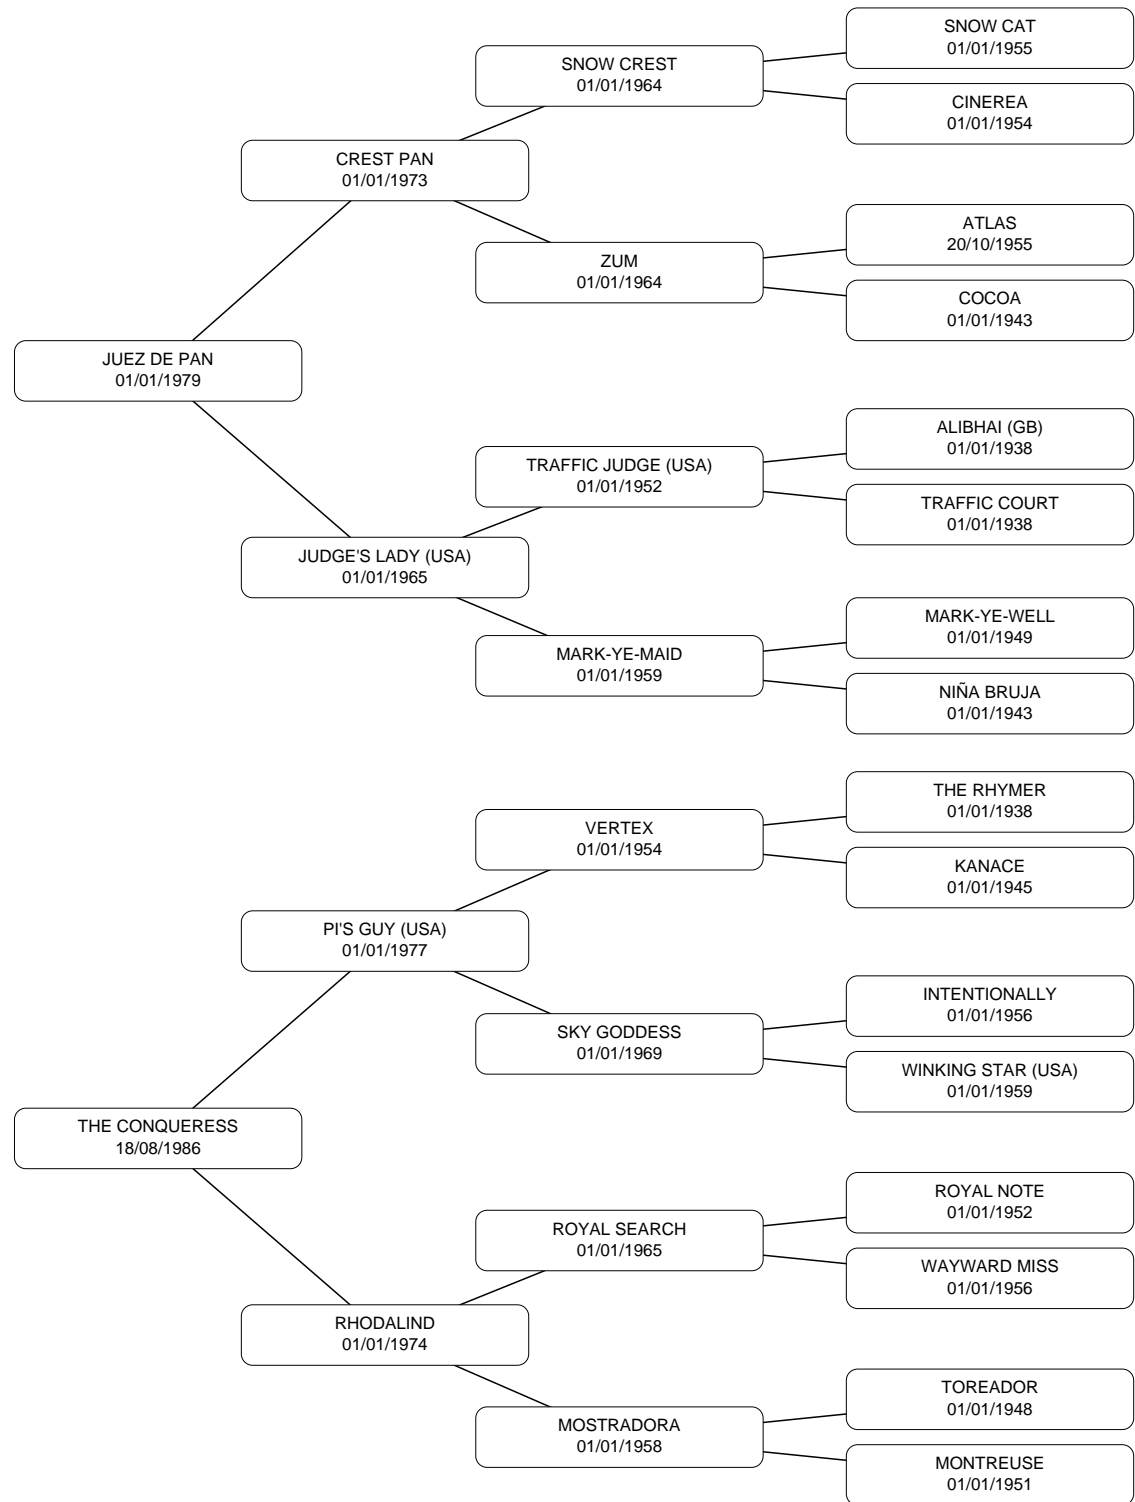 SNOW CAT
01/01/1955
SNOW CREST
01/01/1964
CINEREA
01/01/1954
CREST PAN
01/01/1973
ATLAS
20/10/1955
ZUM
01/01/1964
COCOA
01/01/1943
JUEZ DE PAN
01/01/1979
ALIBHAI (GB)
01/01/1938
TRAFFIC JUDGE (USA)
01/01/1952
TRAFFIC COURT
01/01/1938
JUDGE'S LADY (USA)
01/01/1965
MARK-YE-WELL
01/01/1949
MARK-YE-MAID
01/01/1959
NIÑA BRUJA
01/01/1943
THE RHYMER
01/01/1938
VERTEX
01/01/1954
KANACE
01/01/1945
PI'S GUY (USA)
01/01/1977
INTENTIONALLY
01/01/1956
SKY GODDESS
01/01/1969
WINKING STAR (USA)
01/01/1959
THE CONQUERESS
18/08/1986
ROYAL NOTE
01/01/1952
ROYAL SEARCH
01/01/1965
WAYWARD MISS
01/01/1956
RHODALIND
01/01/1974
TOREADOR
01/01/1948
MOSTRADORA
01/01/1958
MONTREUSE
01/01/1951